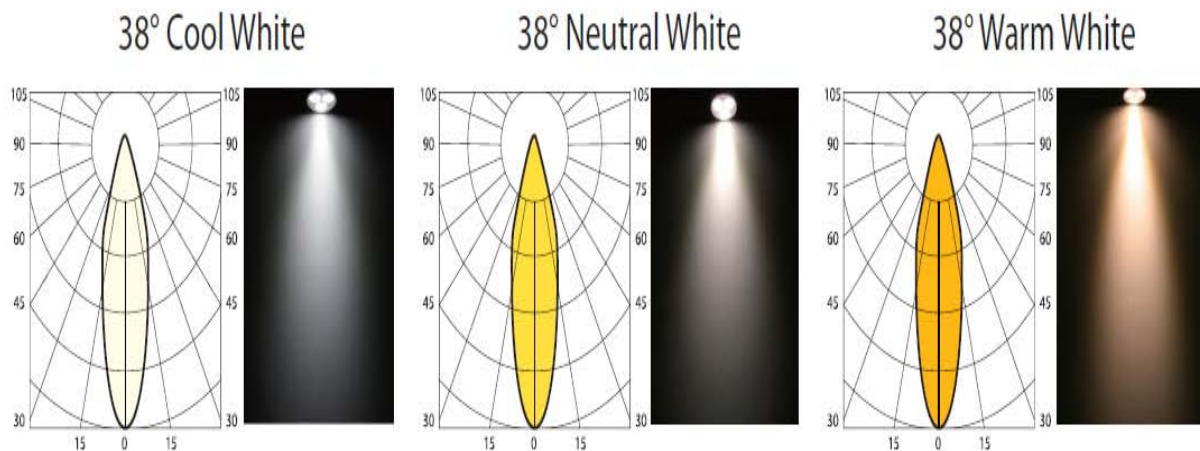 38° Cool White
38° Neutral White
38° Warm White
105 105 105 105 105 105
90 90 90 90 90 90
75 75 75 75 75 75
60 60 60 60 60 60
45 45 45 45 45 45
30 30 30 30 30 30
15 0 15 15 0 15 15 0 15